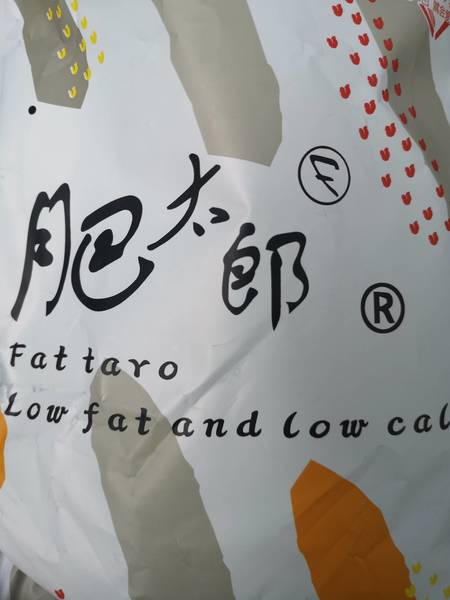 肥太郎
®
Fat taro
Low fat and low cal